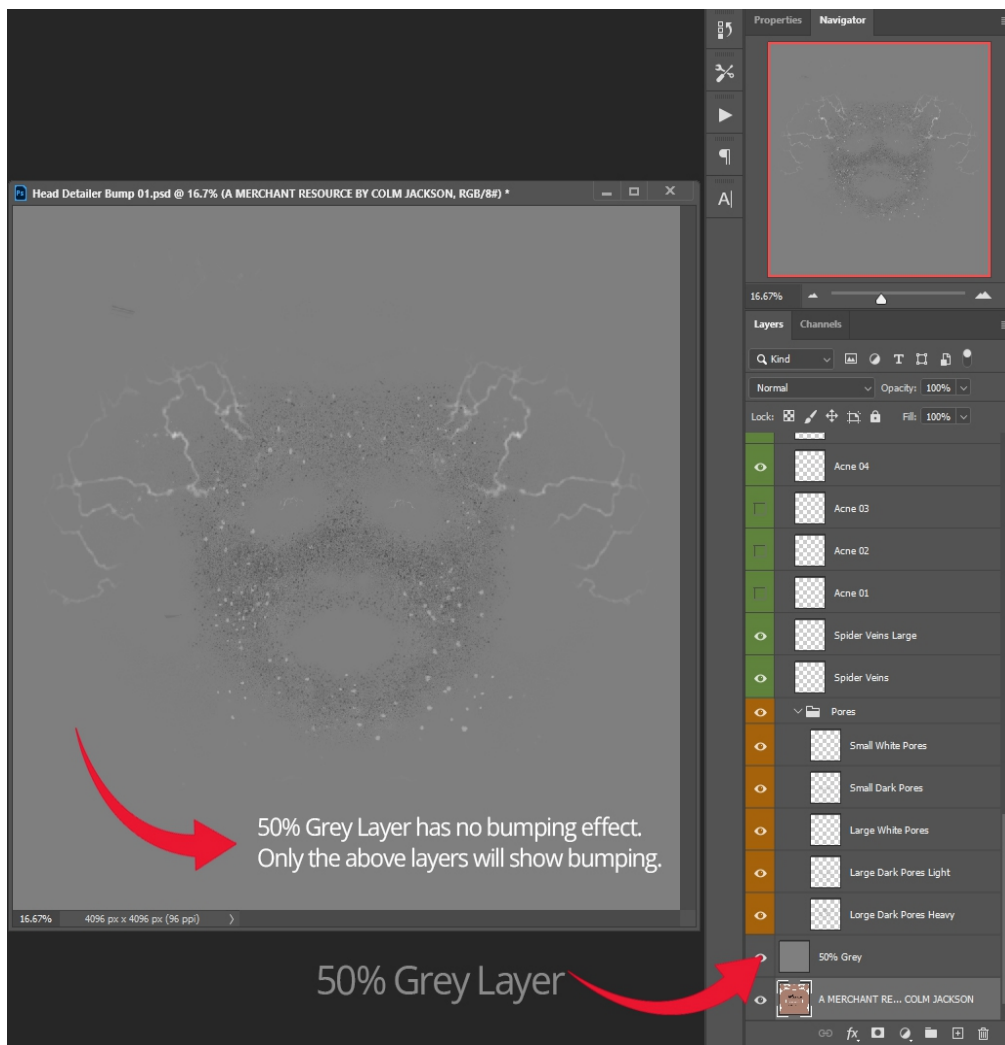 Properties
Navigator
Head Detailer Bump 01.psd @ 16.7% (A MERCHANT RESOURCE BY COLM JACKSON, RGB/8#) *
16.67%
Layers
Channels
Kind
Normal
Opacity: 100%
Lock:
Fill: 100%
Acne 04
Acne 03
Acne 02
Acne 01
Spider Veins Large
Spider Veins
Pores
Small White Pores
Small Dark Pores
Large White Pores
Large Dark Pores Light
Lorge Dark Pores Heavy
50% Grey
A MERCHANT RE... COLM JACKSON
50% Grey Layer has no bumping effect.
Only the above layers will show bumping.
16.67% 4096 px x 4096 px (96 ppi)
50% Grey Layer